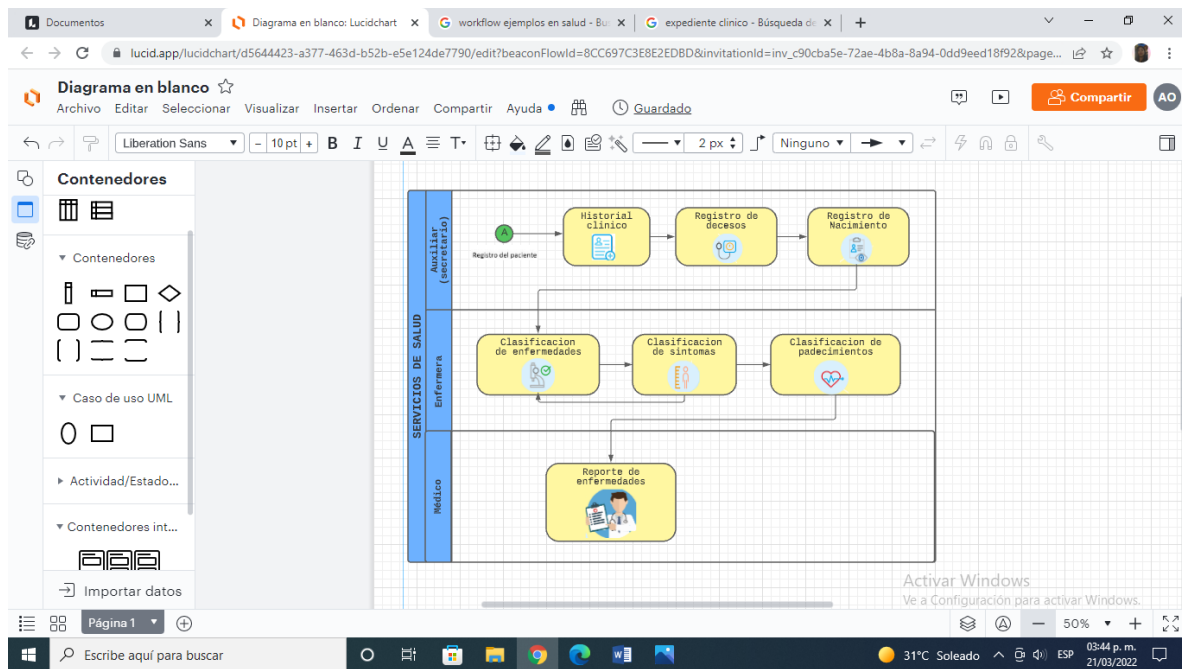 Documentos
Diagrama en blanco: Lucidchart
workflow ejemplos en salud - Bu
expediente clinico - Búsqueda de
lucid.app/lucidchart/d5644423-a377-463d-b52b-e5e124de7790/edit?beaconFlowId=8CC697C3E8E2EDBD&invitationId=inv_c90cba5e-72ae-4b8a-8a94-0dd9eed18f92&page...
Diagrama en blanco
Archivo Editar Seleccionar Visualizar Insertar Ordenar Compartir Ayuda Guardado
Compartir
AO
Liberation Sans
- 10 pt +
B I U A T
2 px
Ninguno
Contenedores
Contenedores
Caso de uso UML
Actividad/Estado...
Contenedores int...
Importar datos
SERVICIOS DE SALUD
Auxiliar
(secretario)
A
Registro del paciente
Historial
clinico
Registro de
decesos
Registro de
Nacimiento
Enfermera
Clasificacion
de enfermedades
Clasificacion
de sintomas
Clasificacion de
padecimientos
Médico
Reporte de
enfermedades
Activar Windows
Ve a Configuración para activar Windows.
Página 1
50%
Escribe aquí para buscar
31°C Soleado
ESP
03:44 p. m.
21/03/2022